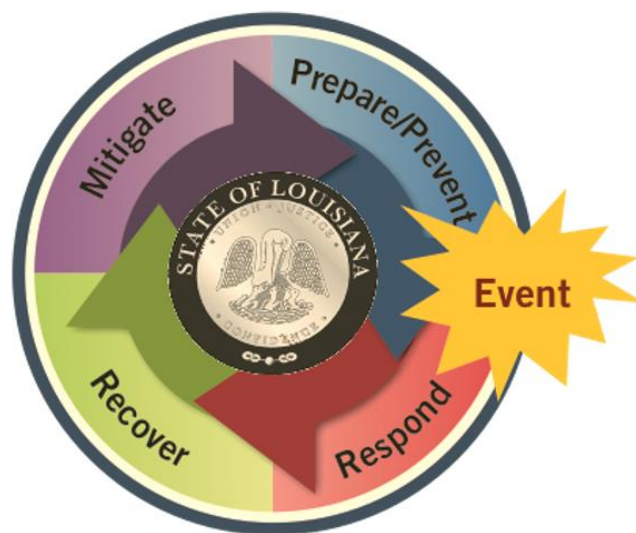 Mitigate
Prepare/Prevent
STATE OF LOUISIANA
UNION · JUSTICE
CONFIDENCE
Event
Recover
Respond